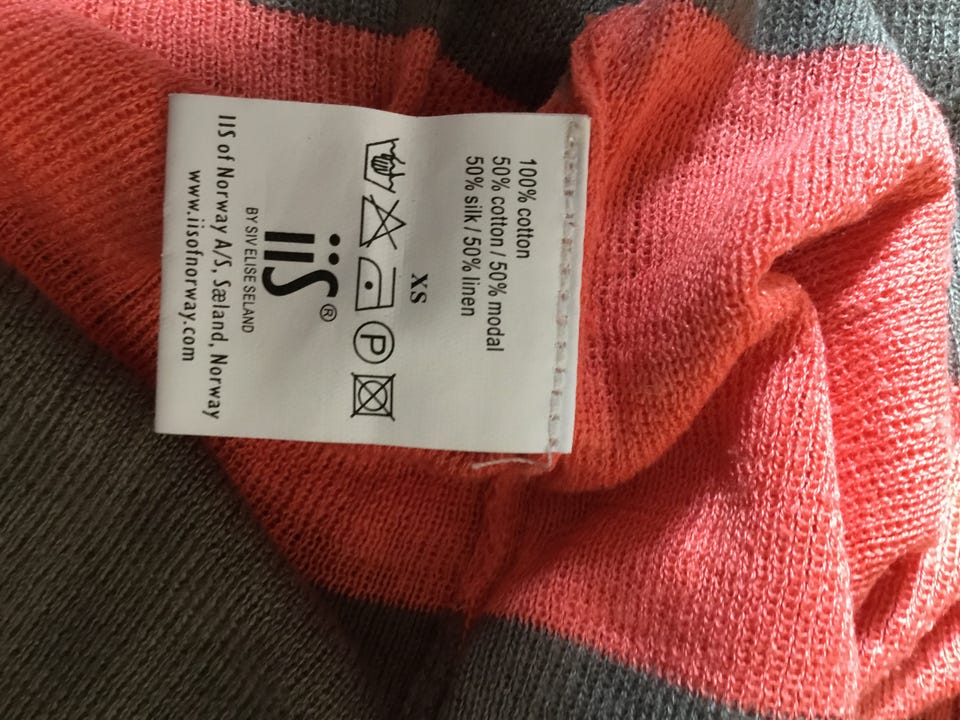 100% cotton
50% cotton / 50% modal
50% silk / 50% linen
XS
P
iiS®
BY SIV ELISE SELAND
IIS of Norway A/S, Sæland, Norway
www.iisofnorway.com